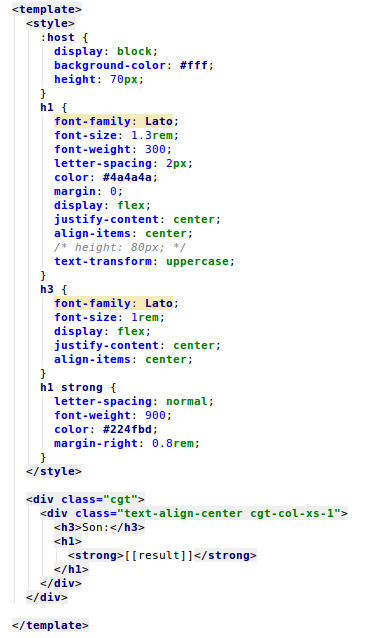 <template>
  <style>
    :host {
      display: block;
      background-color: #fff;
      height: 70px;
    }
    h1 {
      font-family: Lato;
      font-size: 1.3rem;
      font-weight: 300;
      letter-spacing: 2px;
      color: #4a4a4a;
      margin: 0;
      display: flex;
      justify-content: center;
      align-items: center;
      /* height: 80px; */
      text-transform: uppercase;
    }
    h3 {
      font-family: Lato;
      font-size: 1rem;
      display: flex;
      justify-content: center;
      align-items: center;
    }
    h1 strong {
      letter-spacing: normal;
      font-weight: 900;
      color: #224fbd;
      margin-right: 0.8rem;
    }
  </style>

  <div class="cgt">
    <div class="text-align-center cgt-col-xs-1">
      <h3>Son:</h3>
      <h1>
        <strong>[[result]]</strong>
      </h1>
    </div>
  </div>

</template>